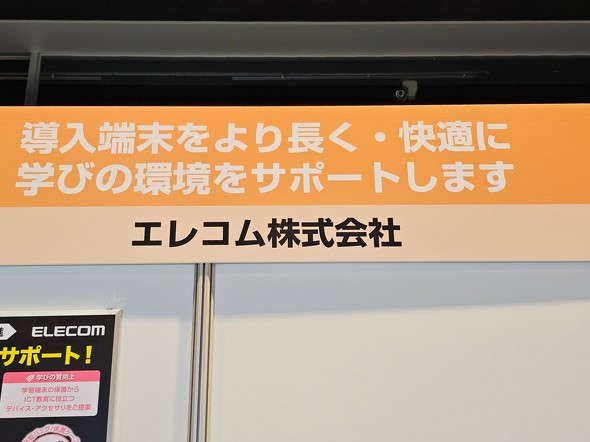 導入端末をより長く・快適に
学びの環境をサポートします
エレコム株式会社
ELECOM
サポート！
学びの質向上
学習端末の保護から
ICT教育に役立つ
デバイス・アクセサリをご提案